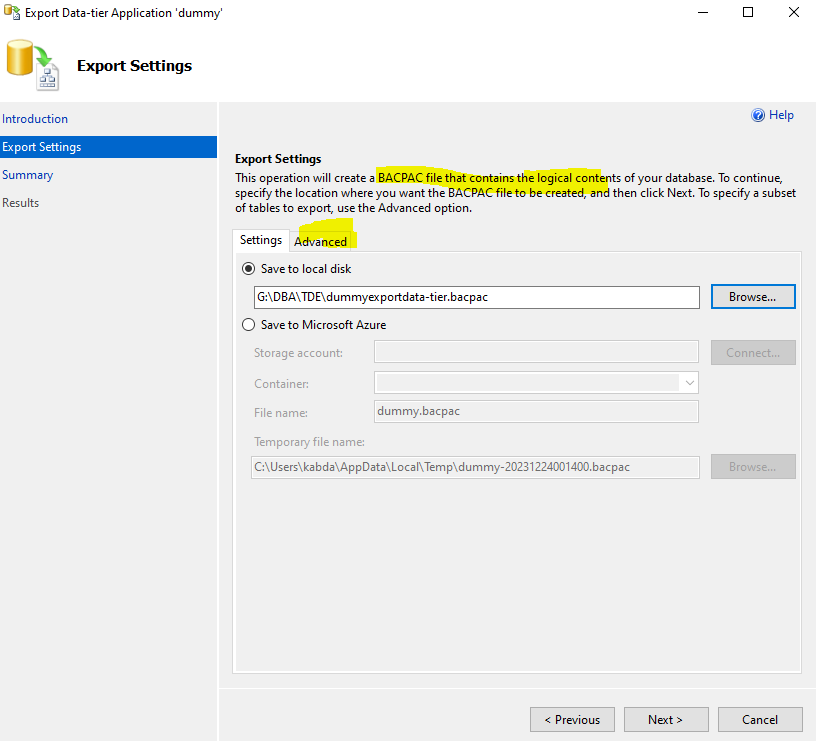 Export Data-tier Application 'dummy'
Export Settings
Introduction
Export Settings
Summary
Results
Help
Export Settings
This operation will create a BACPAC file that contains the logical contents of your database. To continue,
specify the location where you want the BACPAC file to be created, and then click Next. To specify a subset
of tables to export, use the Advanced option.
Settings
Advanced
Save to local disk
G:\DBA\TDE\dummyexportdata-tier.bacpac
Browse...
Save to Microsoft Azure
Storage account:
Connect...
Container:
File name:
dummy.bacpac
Temporary file name:
C:\Users\kabda\AppData\Local\Temp\dummy-20231224001400.bacpac
Browse...
< Previous
Next >
Cancel